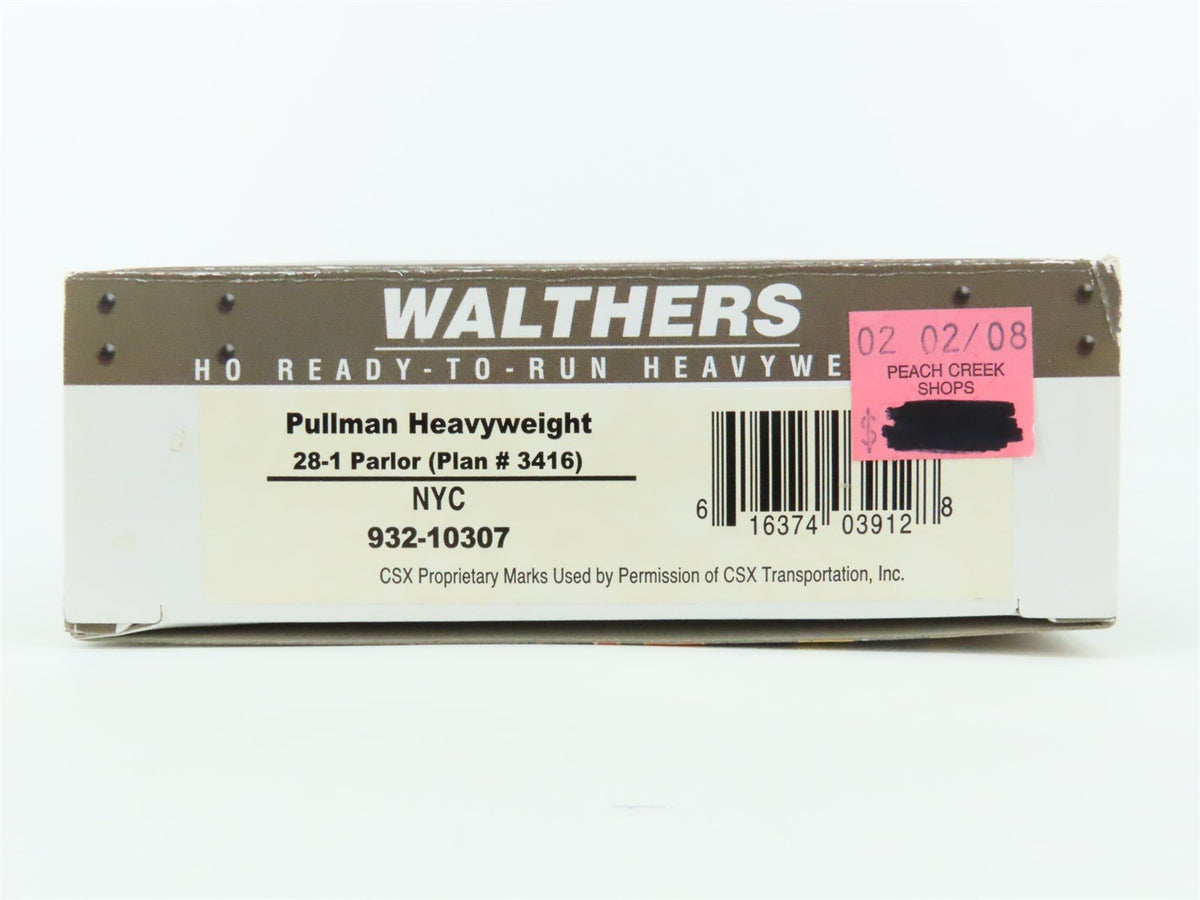 WALTHERS
HO READY-TO-RUN HEAVYWE
02 02/08
PEACH CREEK
SHOPS
$
Pullman Heavyweight
28-1 Parlor (Plan # 3416)
NYC
932-10307
6 16374 03912 8
CSX Proprietary Marks Used by Permission of CSX Transportation, Inc.